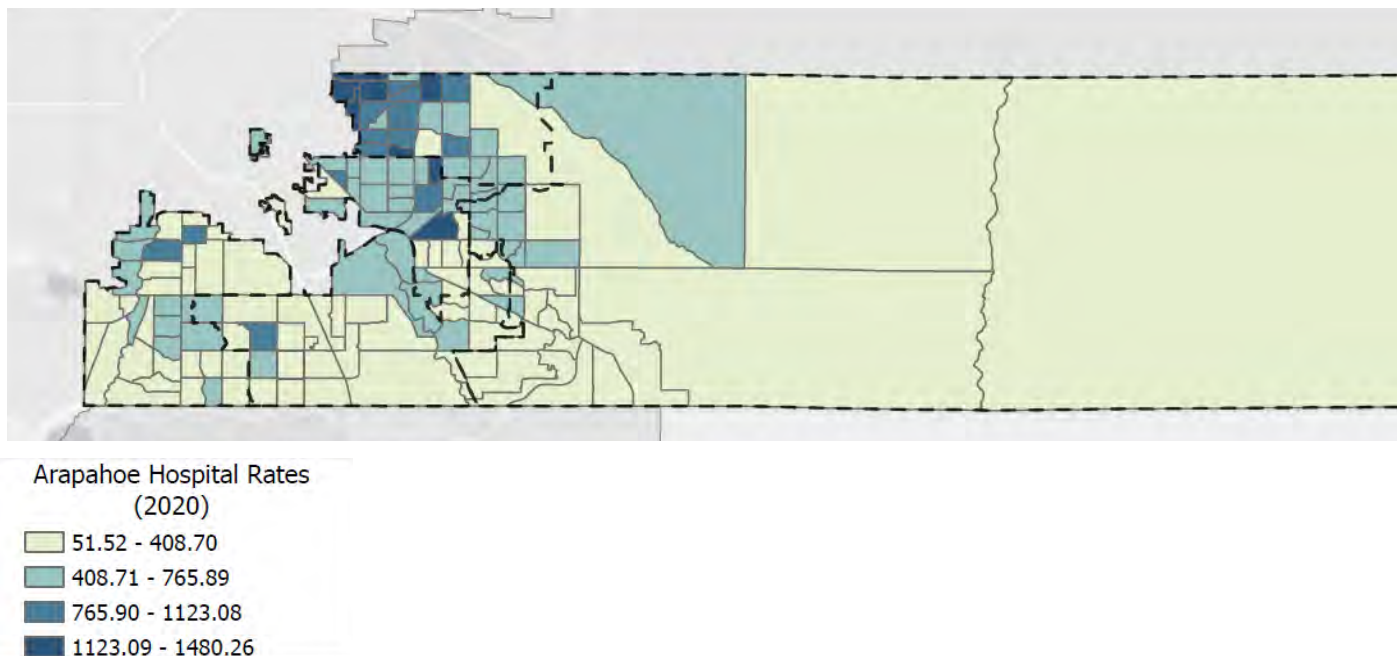 Arapahoe Hospital Rates
(2020)
51.52 - 408.70
408.71 - 765.89
765.90 - 1123.08
1123.09 - 1480.26